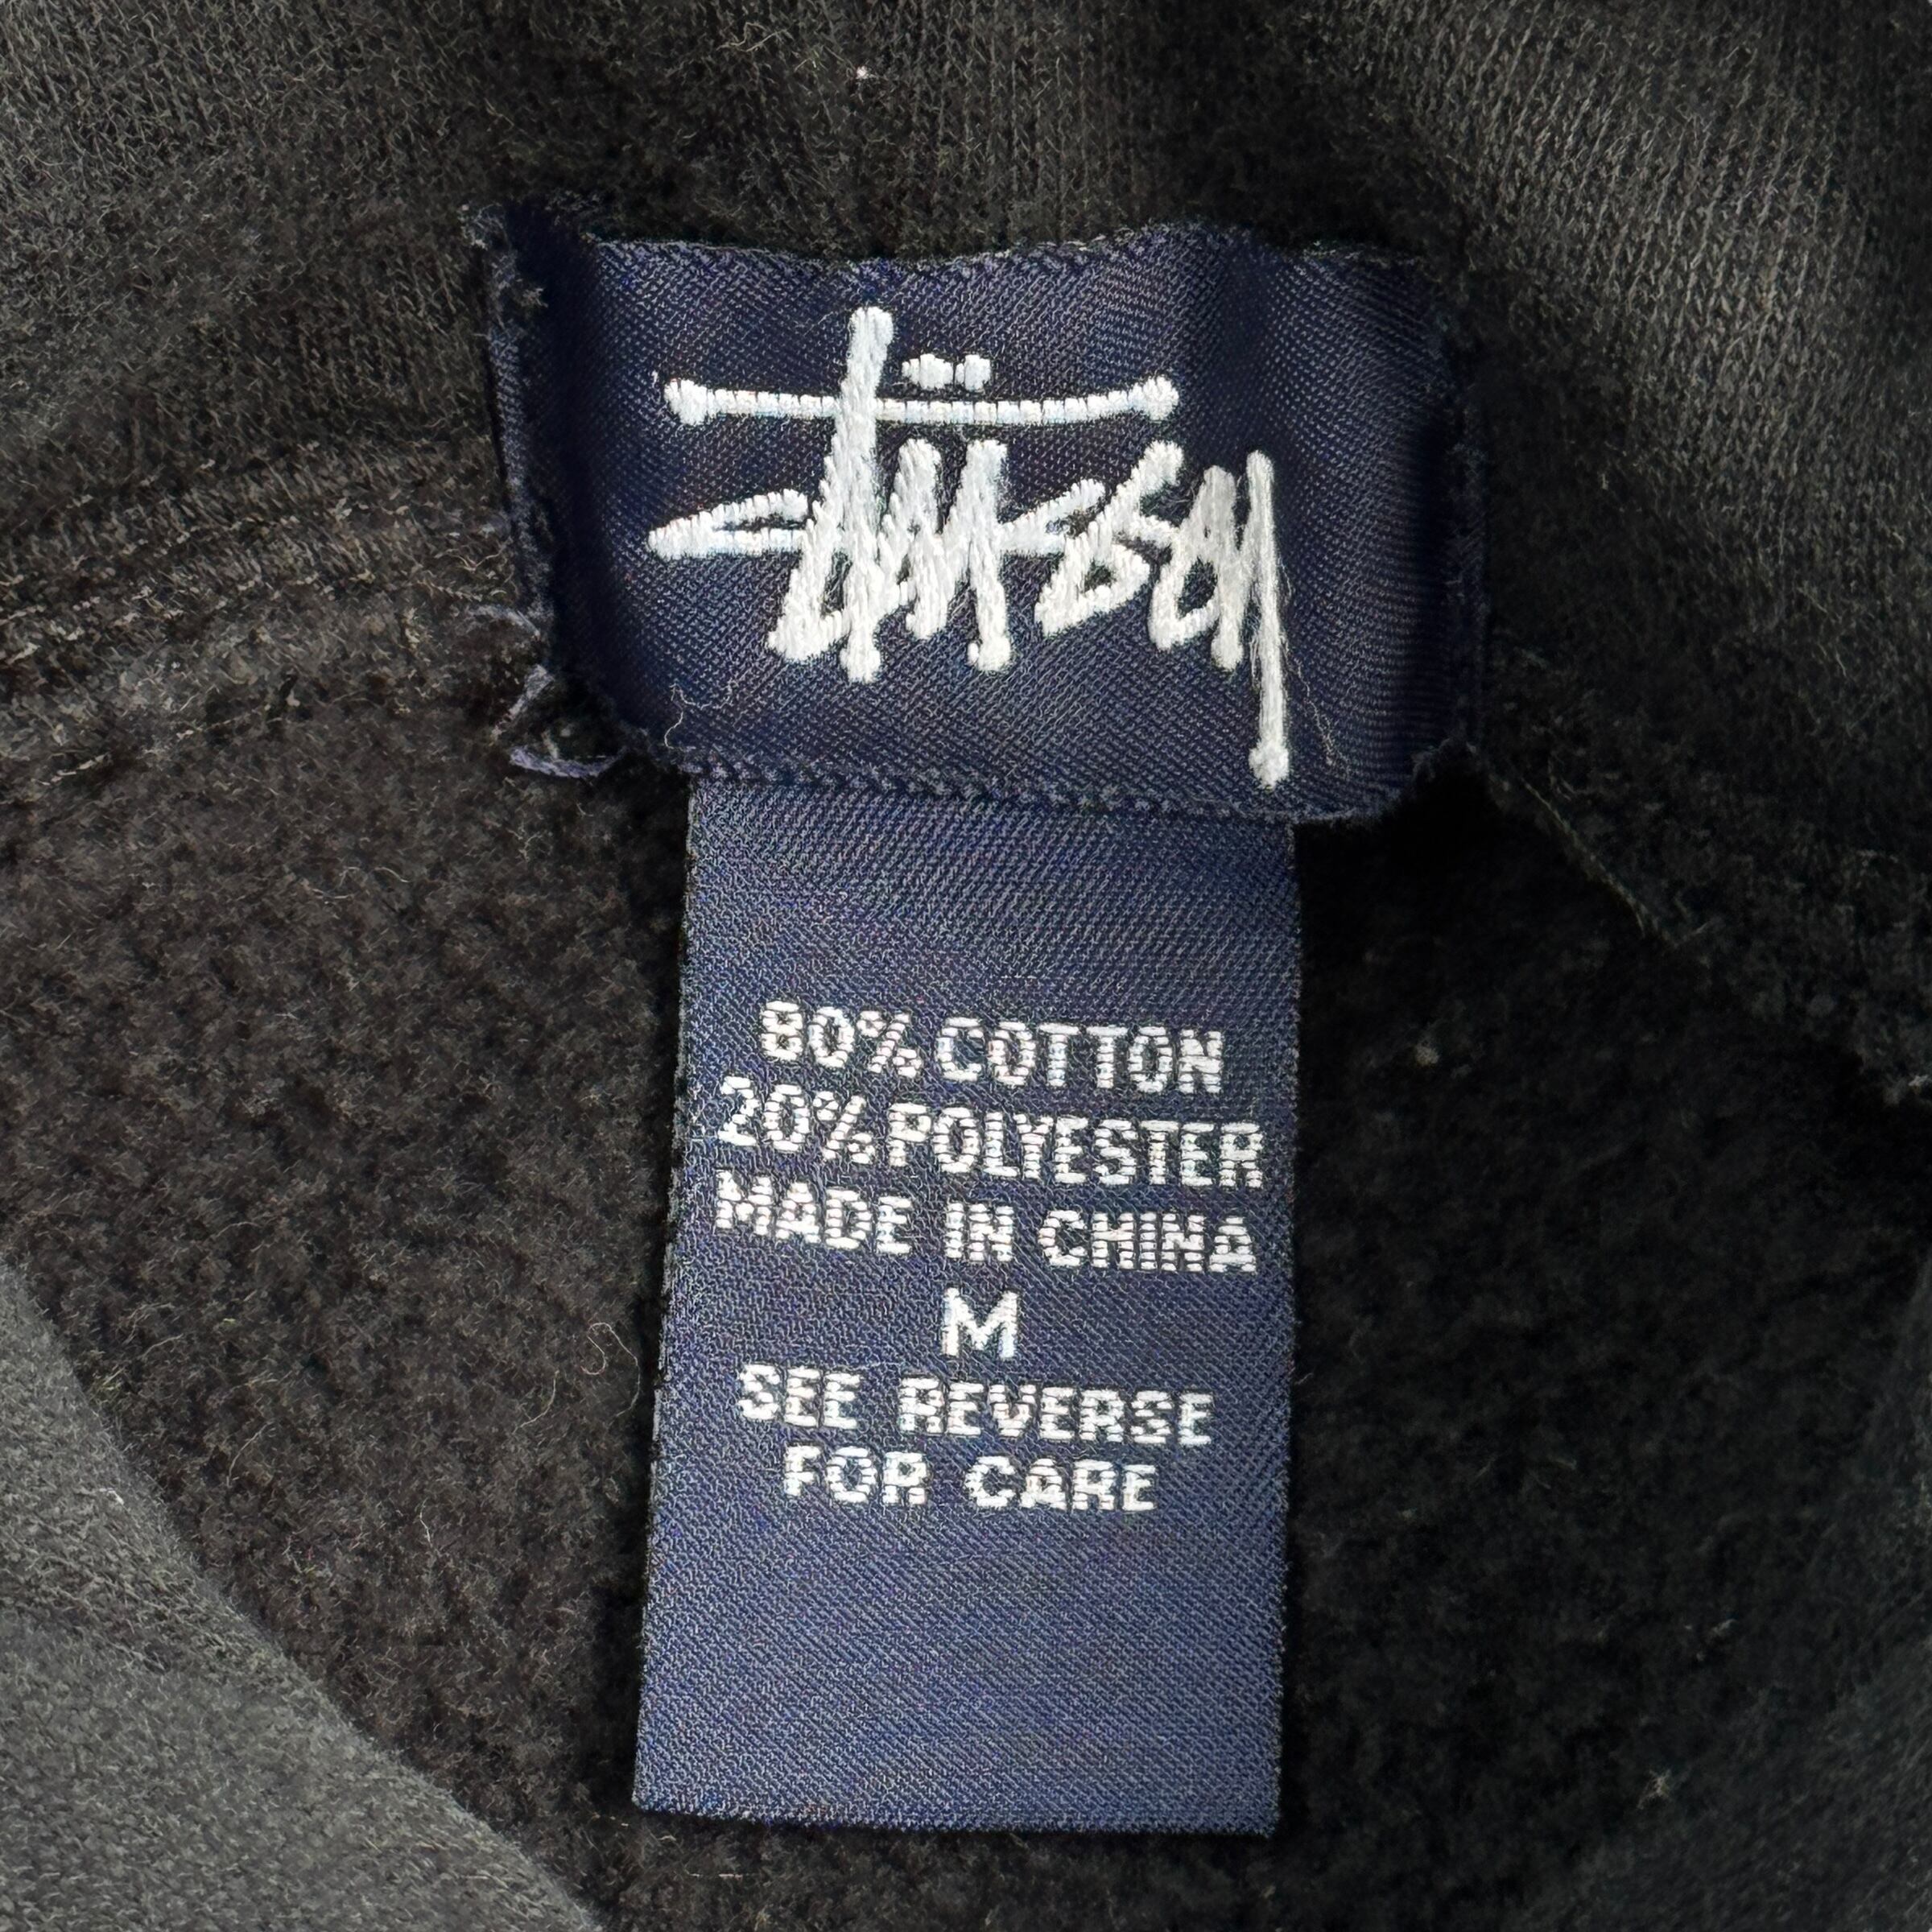 Stüssy
80% COTTON
20% POLYESTER
MADE IN CHINA
M
SEE REVERSE
FOR CARE